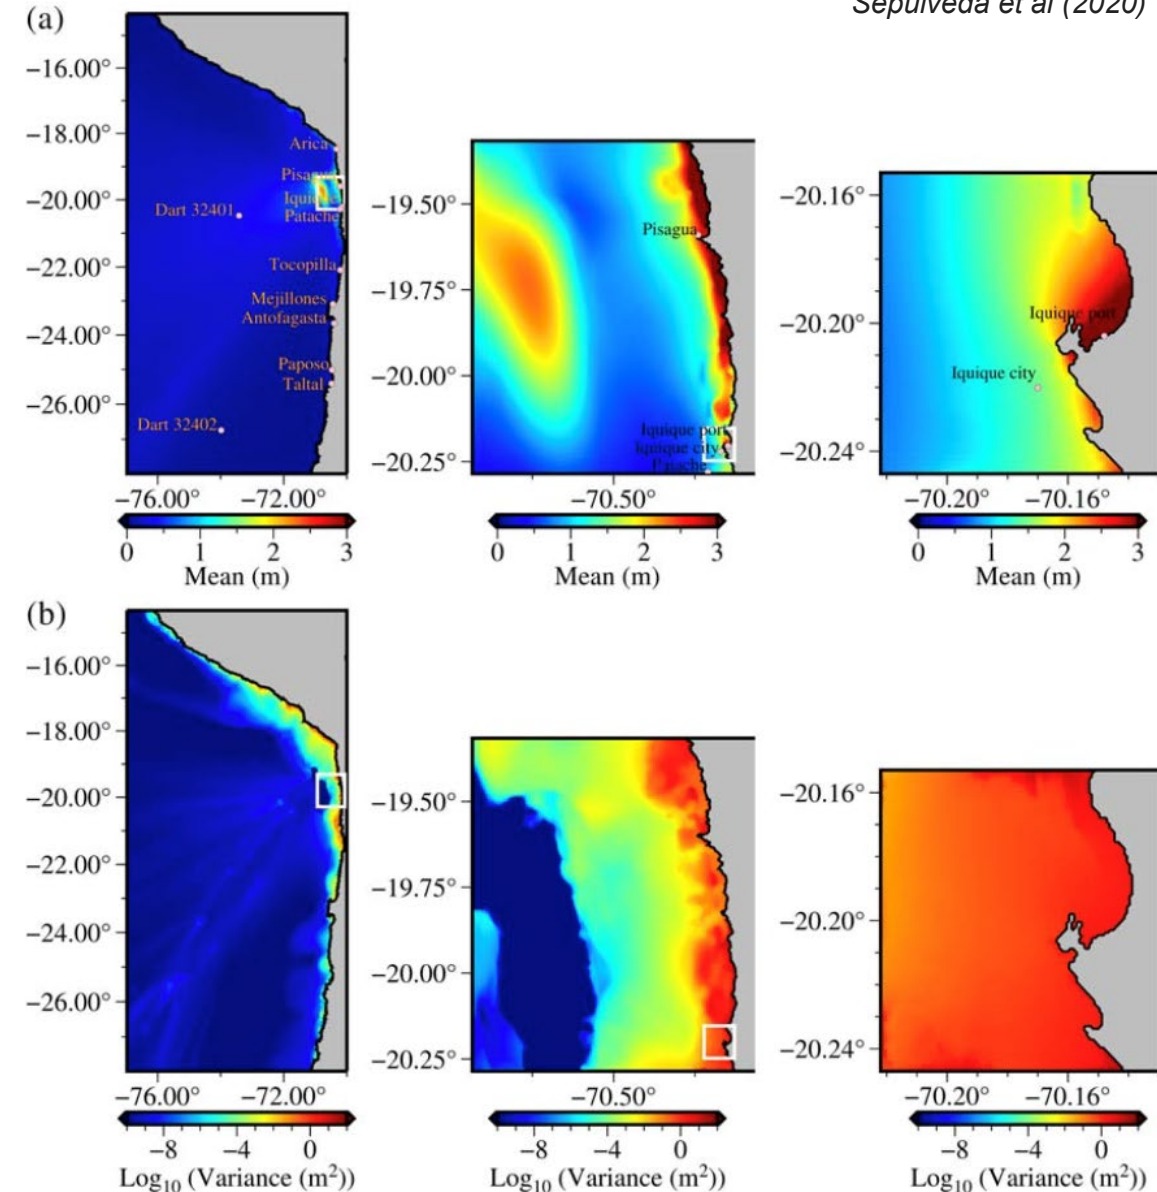 Sepulveda et al (2020)
(a)
−16.00°
−18.00°
−20.00°
−22.00°
−24.00°
−26.00°
Arica
Pisagua
Iquique
Patache
Dart 32401
Tocopilla
Mejillones
Antofagasta
Paposo
Taltal
Dart 32402
−76.00° −72.00°
0 1 2 3
Mean (m)
−19.50°
−19.75°
−20.00°
−20.25°
Pisagua
Iquique port
Iquique city
Patache
−70.50°
0 1 2 3
Mean (m)
−20.16°
−20.20°
−20.24°
Iquique port
Iquique city
−70.20° −70.16°
0 1 2 3
Mean (m)
(b)
−16.00°
−18.00°
−20.00°
−22.00°
−24.00°
−26.00°
−76.00° −72.00°
−8 −4 0
Log10 (Variance (m²))
−19.50°
−19.75°
−20.00°
−20.25°
−70.50°
−8 −4 0
Log10 (Variance (m²))
−20.16°
−20.20°
−20.24°
−70.20° −70.16°
−8 −4 0
Log10 (Variance (m²))